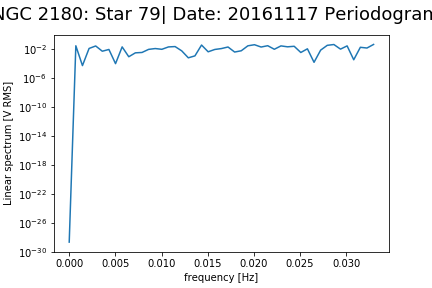 NGC 2180: Star 79| Date: 20161117 Periodogram
Linear spectrum [V RMS]
10⁻²
10⁻⁶
10⁻¹⁰
10⁻¹⁴
10⁻¹⁸
10⁻²²
10⁻²⁶
10⁻³⁰
0.000 0.005 0.010 0.015 0.020 0.025 0.030
frequency [Hz]